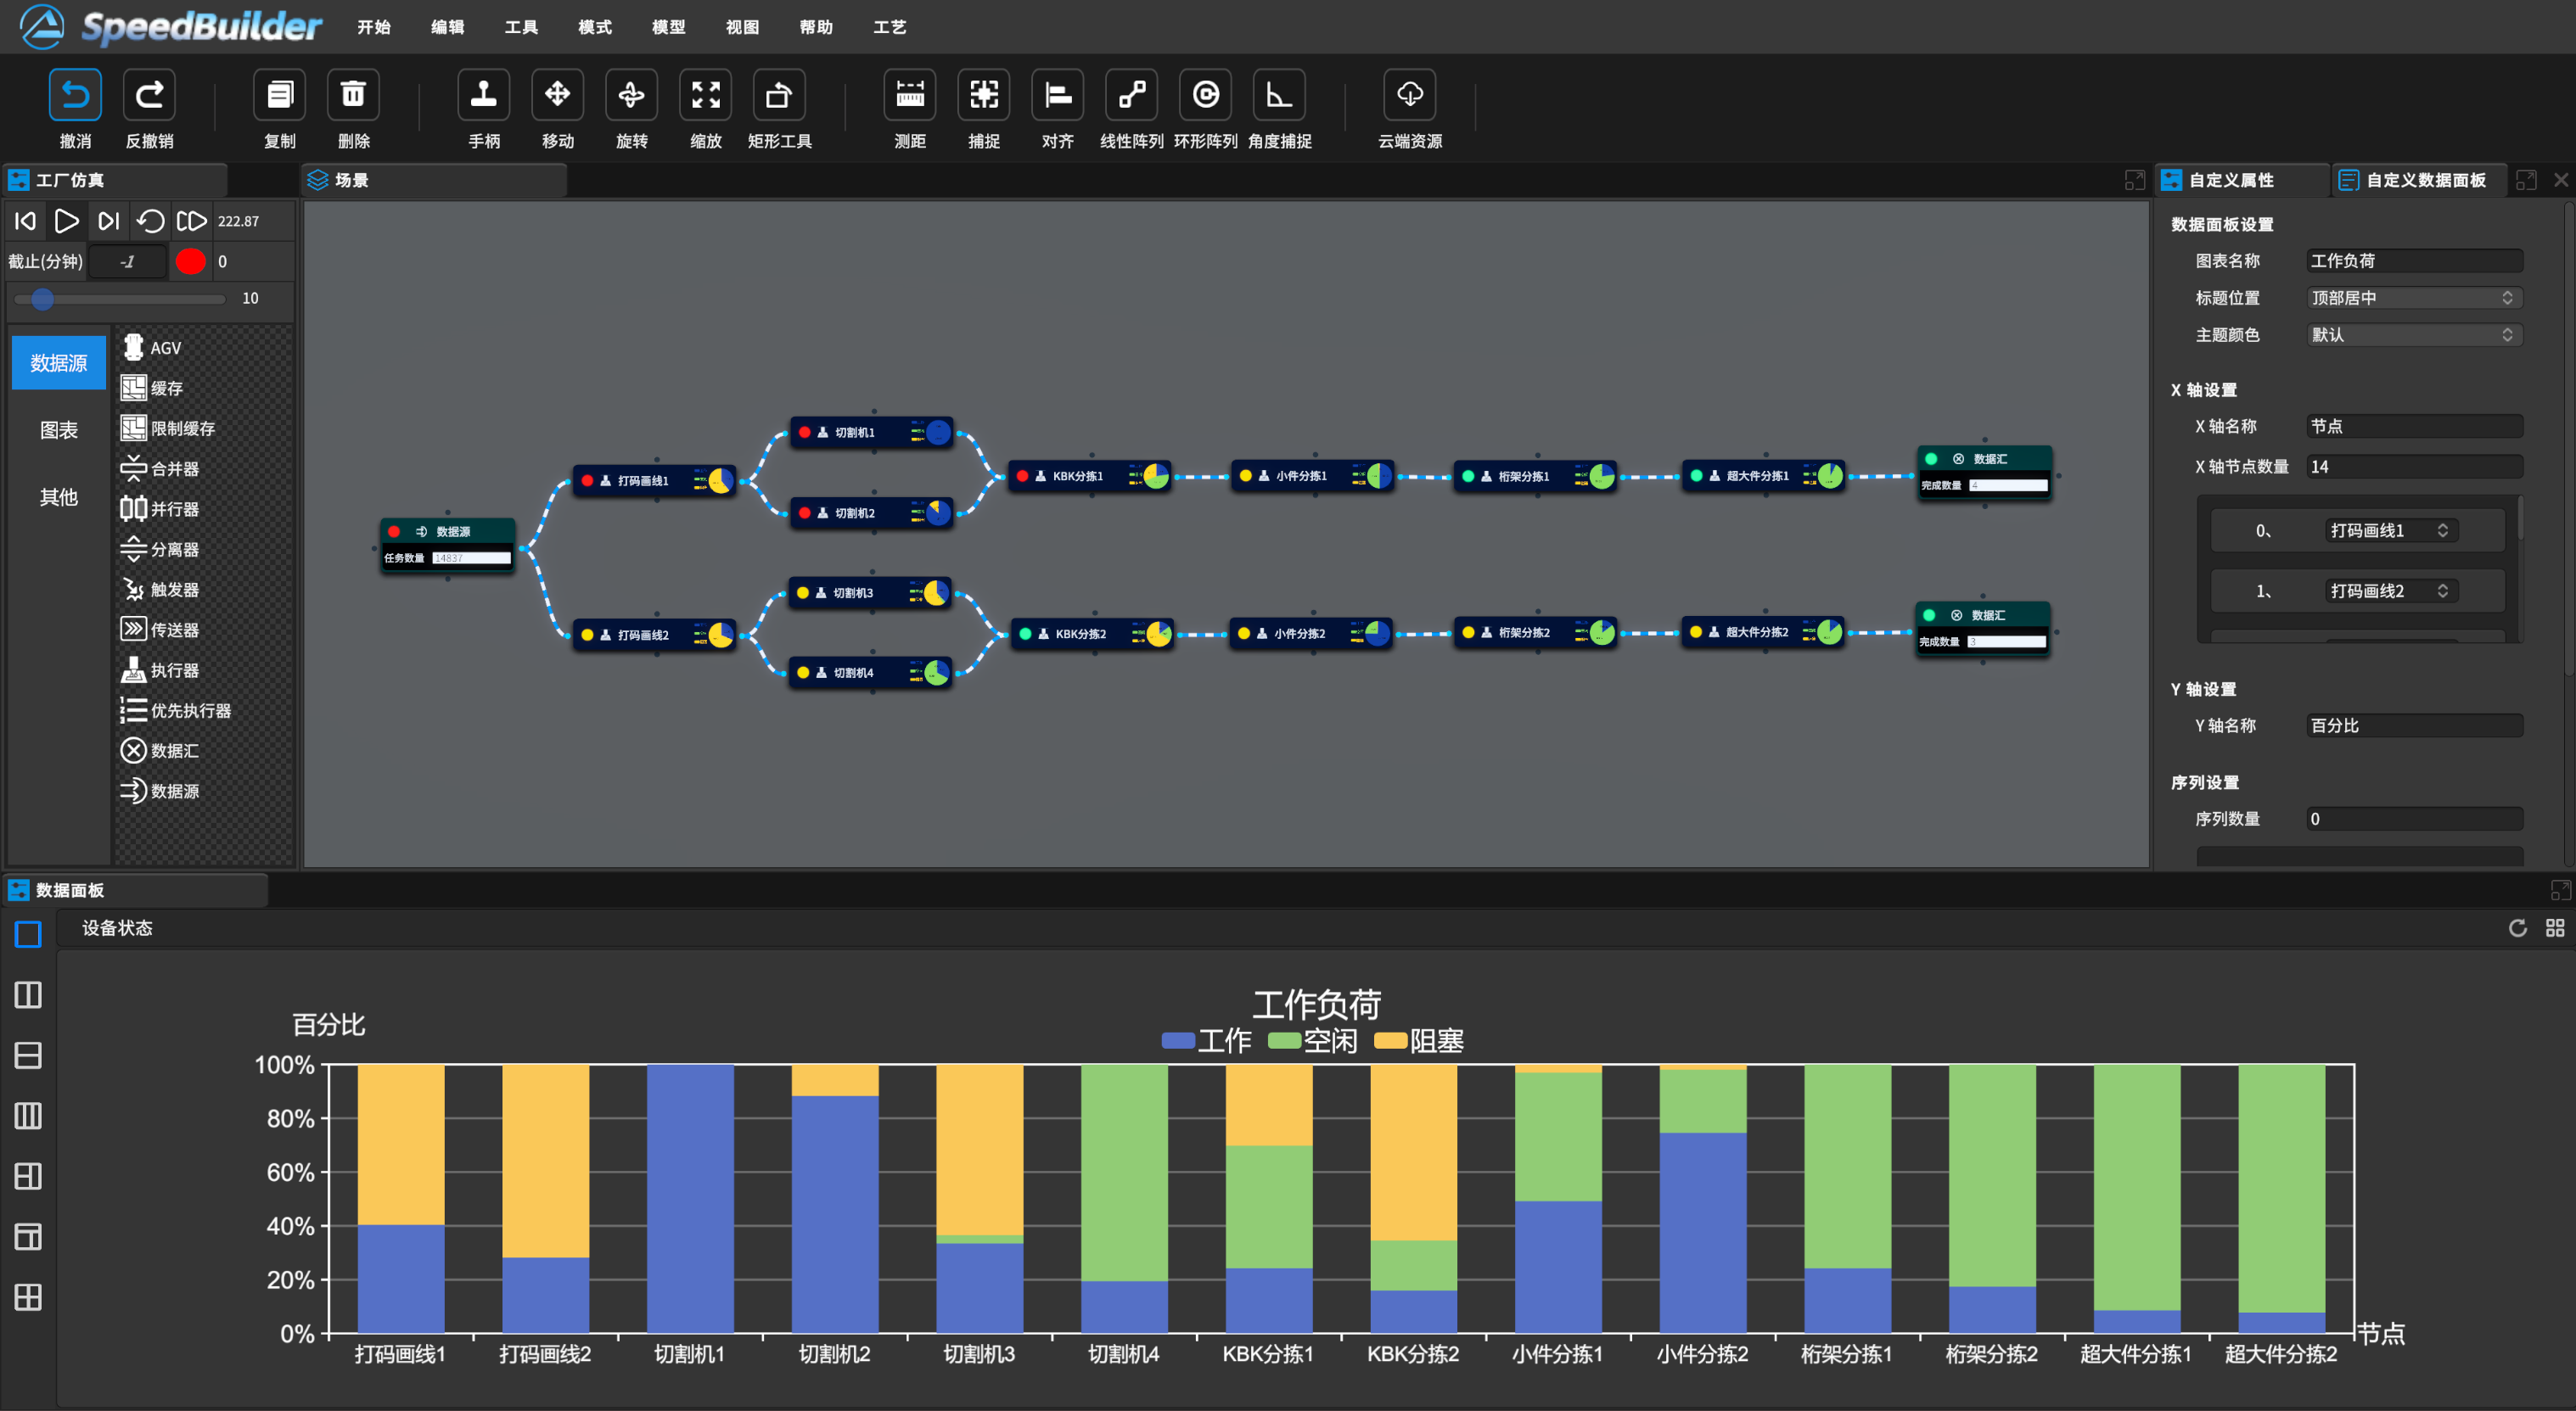 SpeedBuilder 开始 编辑 工具 模式 模型 视图 帮助 工艺
撤消 反撤销 复制 删除 手柄 移动 旋转 缩放 矩形工具 测距 捕捉 对齐 线性阵列 环形阵列 角度捕捉 云端资源
工厂仿真
222.87
截止(分钟) -1 0
10
数据源
图表
其他
AGV
缓存
限制缓存
合并器
并行器
分离器
触发器
传送器
执行器
优先执行器
数据汇
数据源
场景
数据源
任务数量 14837
打码画线1
打码画线2
切割机1
切割机2
切割机3
切割机4
KBK分拣1
小件分拣1
桁架分拣1
超大件分拣1
数据汇
完成数量 4
KBK分拣2
小件分拣2
桁架分拣2
超大件分拣2
数据汇
完成数量 3
自定义属性 自定义数据面板
数据面板设置
图表名称 工作负荷
标题位置 顶部居中
主题颜色 默认
X 轴设置
X 轴名称 节点
X 轴节点数量 14
0、 打码画线1
1、 打码画线2
Y 轴设置
Y 轴名称 百分比
序列设置
序列数量 0
数据面板
设备状态
工作负荷
工作 空闲 阻塞
百分比
100%
80%
60%
40%
20%
0%
打码画线1 打码画线2 切割机1 切割机2 切割机3 切割机4 KBK分拣1 KBK分拣2 小件分拣1 小件分拣2 桁架分拣1 桁架分拣2 超大件分拣1 超大件分拣2
节点